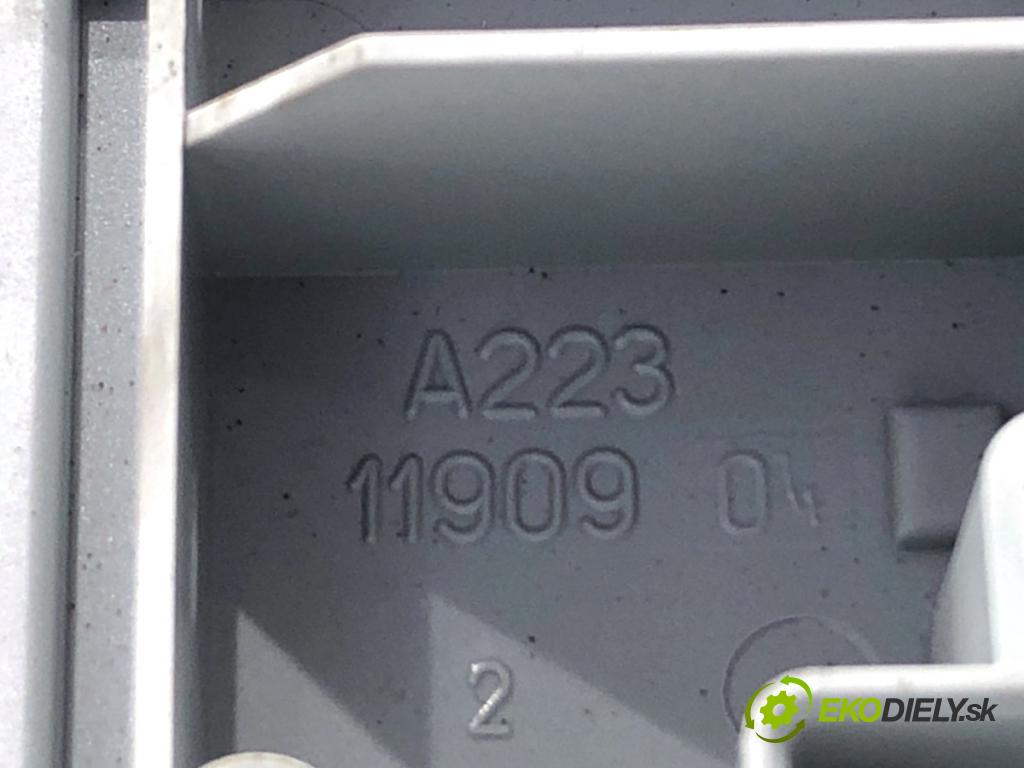 A223
11909 04
2
EKODIELY.sk